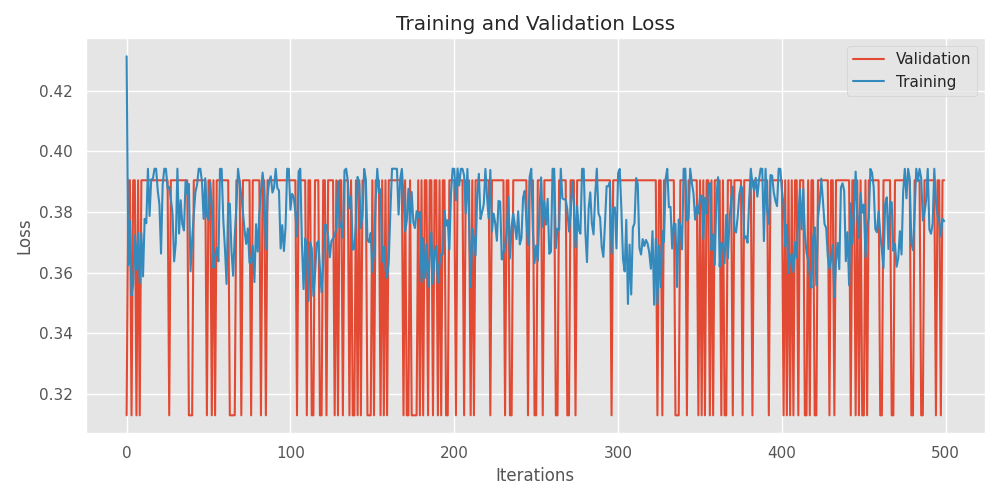 Training and Validation Loss
Validation
Training
Loss
0.42
0.40
0.38
0.36
0.34
0.32
0
100
200
300
400
500
Iterations